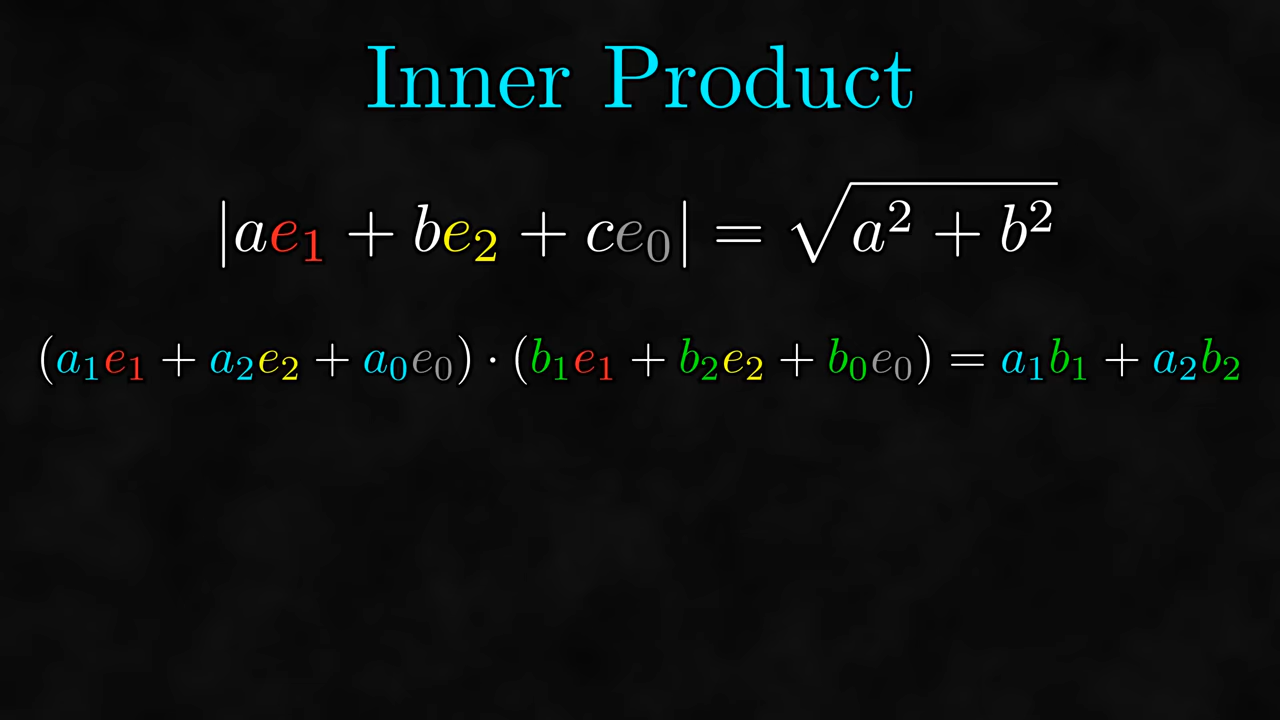 Inner Product
|ae₁ + be₂ + ce₀| = √(a² + b²)
(a₁e₁ + a₂e₂ + a₀e₀) · (b₁e₁ + b₂e₂ + b₀e₀) = a₁b₁ + a₂b₂